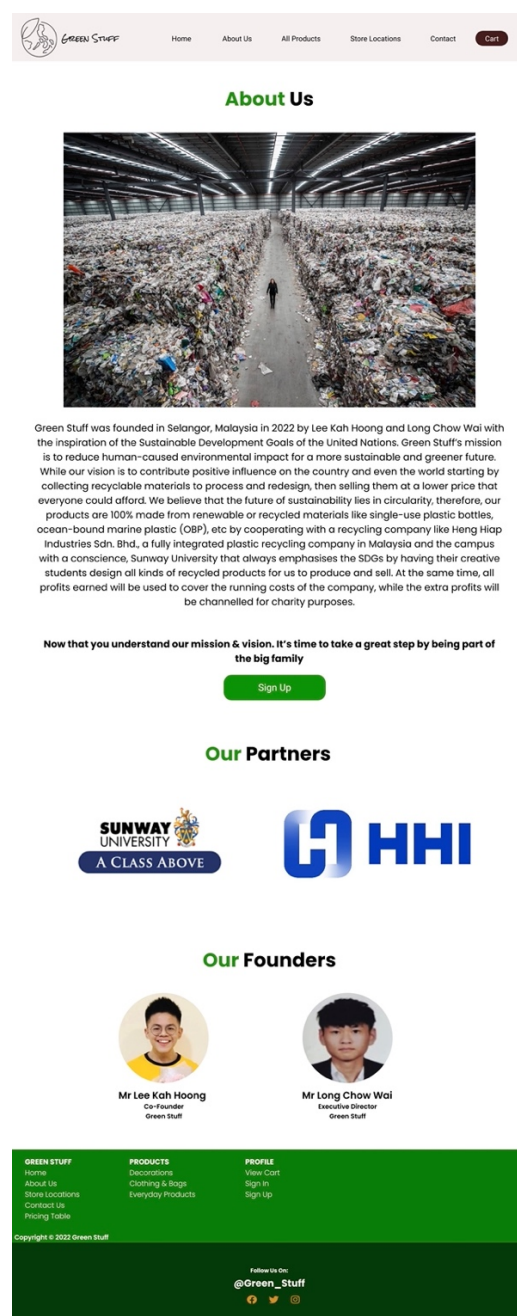 GREEN STUFF
Home About Us All Products Store Locations Contact Cart
About Us
Green Stuff was founded in Selangor, Malaysia in 2022 by Lee Kah Hoong and Long Chow Wai with
the inspiration of the Sustainable Development Goals of the United Nations. Green Stuff's mission
is to reduce human-caused environmental impact for a more sustainable and greener future.
While our vision is to contribute positive influence on the country and even the world starting by
collecting recyclable materials to process and redesign, then selling them at a lower price that
everyone could afford. We believe that the future of sustainability lies in circularity, therefore, our
products are 100% made from renewable or recycled materials like single-use plastic bottles,
ocean-bound marine plastic (OBP), etc by cooperating with a recycling company like Heng Hiap
Industries Sdn. Bhd., a fully integrated plastic recycling company in Malaysia and the campus
with a conscience, Sunway University that always emphasises the SDGs by having their creative
students design all kinds of recycled products for us to produce and sell. At the same time, all
profits earned will be used to cover the running costs of the company, while the extra profits will
be channelled for charity purposes.
Now that you understand our mission & vision. It's time to take a great step by being part of
the big family
Sign Up
Our Partners
SUNWAY
UNIVERSITY
A CLASS ABOVE
HHI
Our Founders
Mr Lee Kah Hoong
Co-Founder
Green Stuff
Mr Long Chow Wai
Executive Director
Green Stuff
GREEN STUFF
Home
About Us
Store Locations
Contact Us
Pricing Table
PRODUCTS
Decorations
Clothing & Bags
Everyday Products
PROFILE
View Cart
Sign In
Sign Up
Copyright © 2022 Green Stuff
Follow Us On:
@Green_Stuff